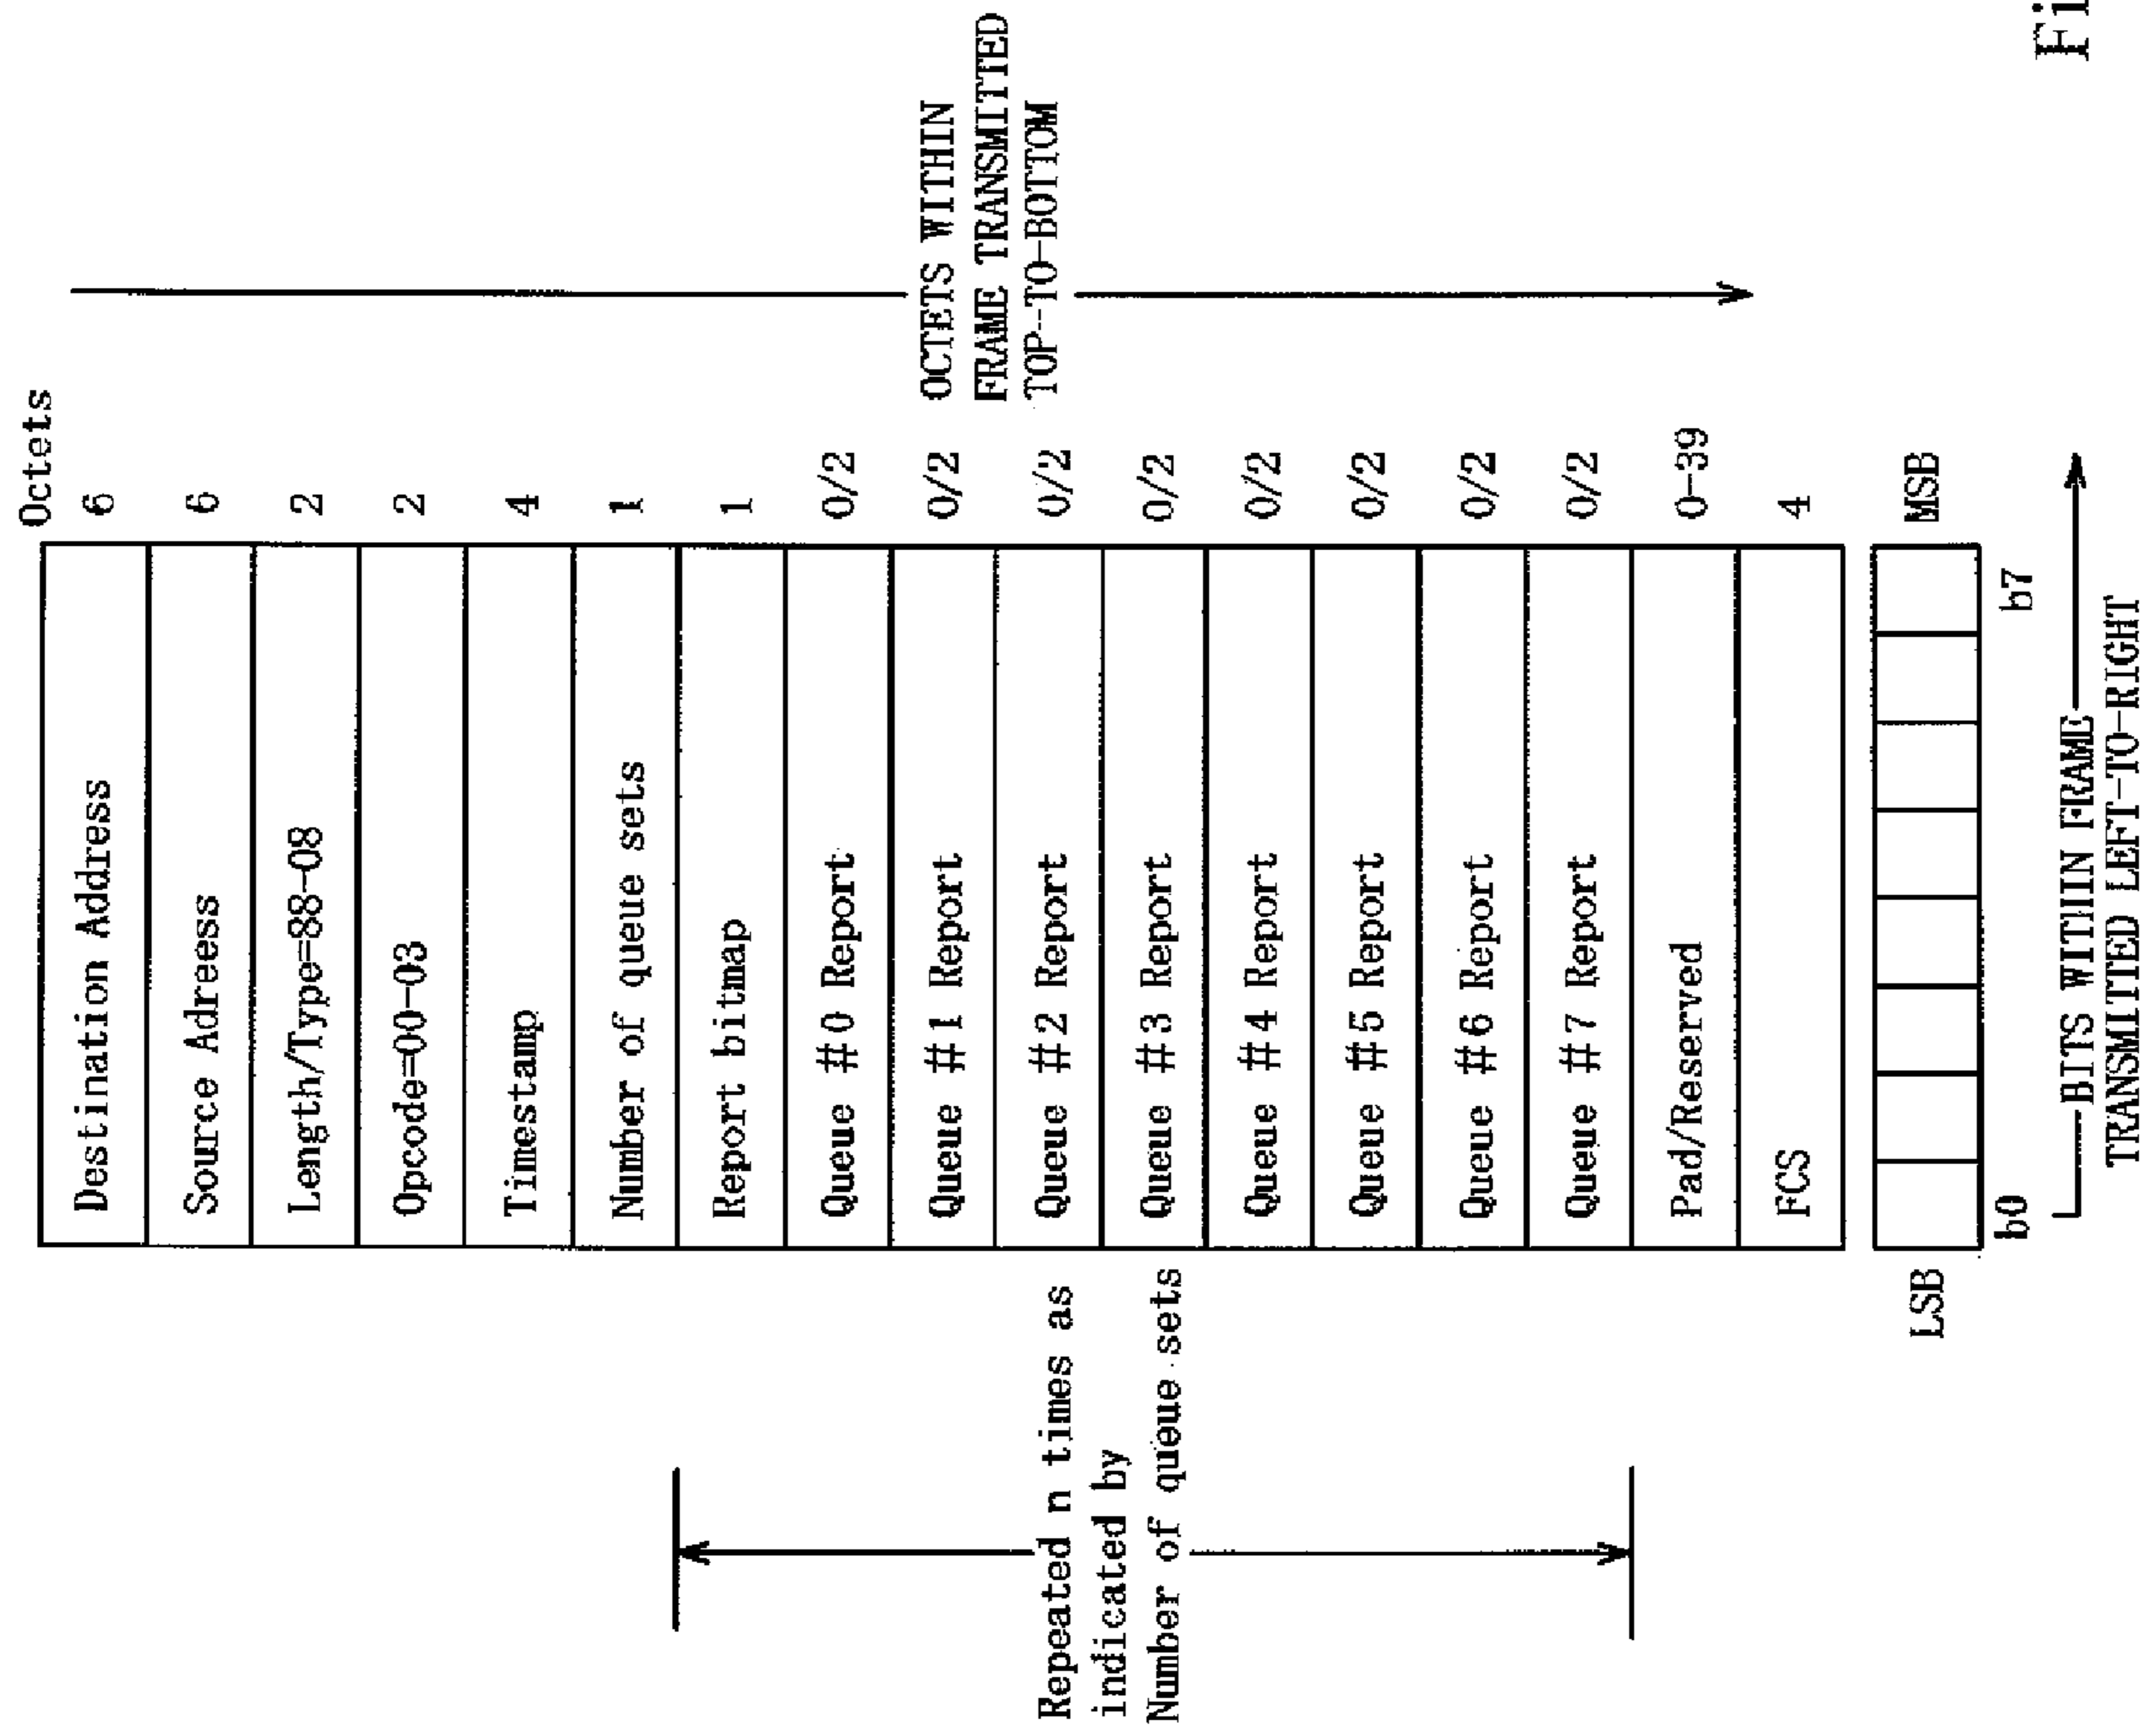 Octets
Destination Address 6
Source Adreess 6
Length/Type=88-08 2
Opcode=00-03 2
Timestamp 4
Number of queue sets 1
Report bitmap 1
Queue #0 Report 0/2
Queue #1 Report 0/2
Queue #2 Report 0/2
Queue #3 Report 0/2
Queue #4 Report 0/2
Queue #5 Report 0/2
Queue #6 Report 0/2
Queue #7 Report 0/2
Pad/Reserved 0-39
FCS 4
Repeated n times as
indicated by
Number of queue sets
OCTETS WITHIN
FRAME TRANSMITTED
TOP-TO-BOTTOM
LSB MSB
b0 b7
BITS WITHIN FRAME
TRANSMITTED LEFT-TO-RIGHT
Fi